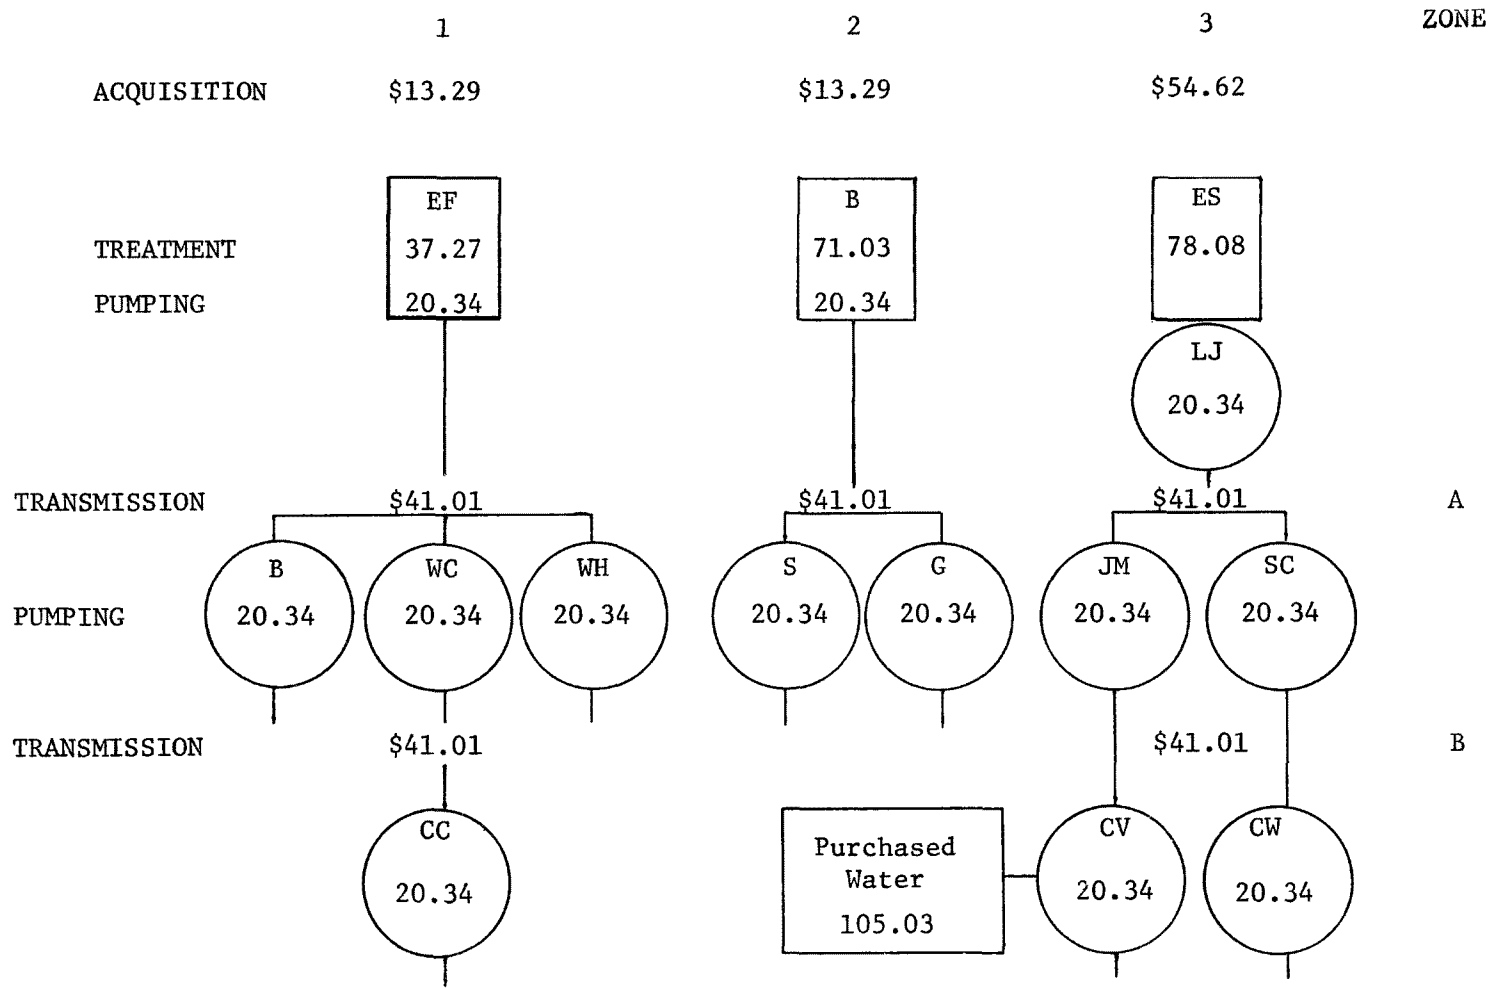 1 2 3 ZONE
ACQUISITION $13.29 $13.29 $54.62
EF B ES
TREATMENT 37.27 71.03 78.08
PUMPING 20.34 20.34
LJ
20.34
TRANSMISSION $41.01 $41.01 $41.01 A
B WC WH S G JM SC
PUMPING 20.34 20.34 20.34 20.34 20.34 20.34 20.34
TRANSMISSION $41.01 $41.01 B
CC CV CW
Purchased
Water
20.34 20.34 20.34
105.03